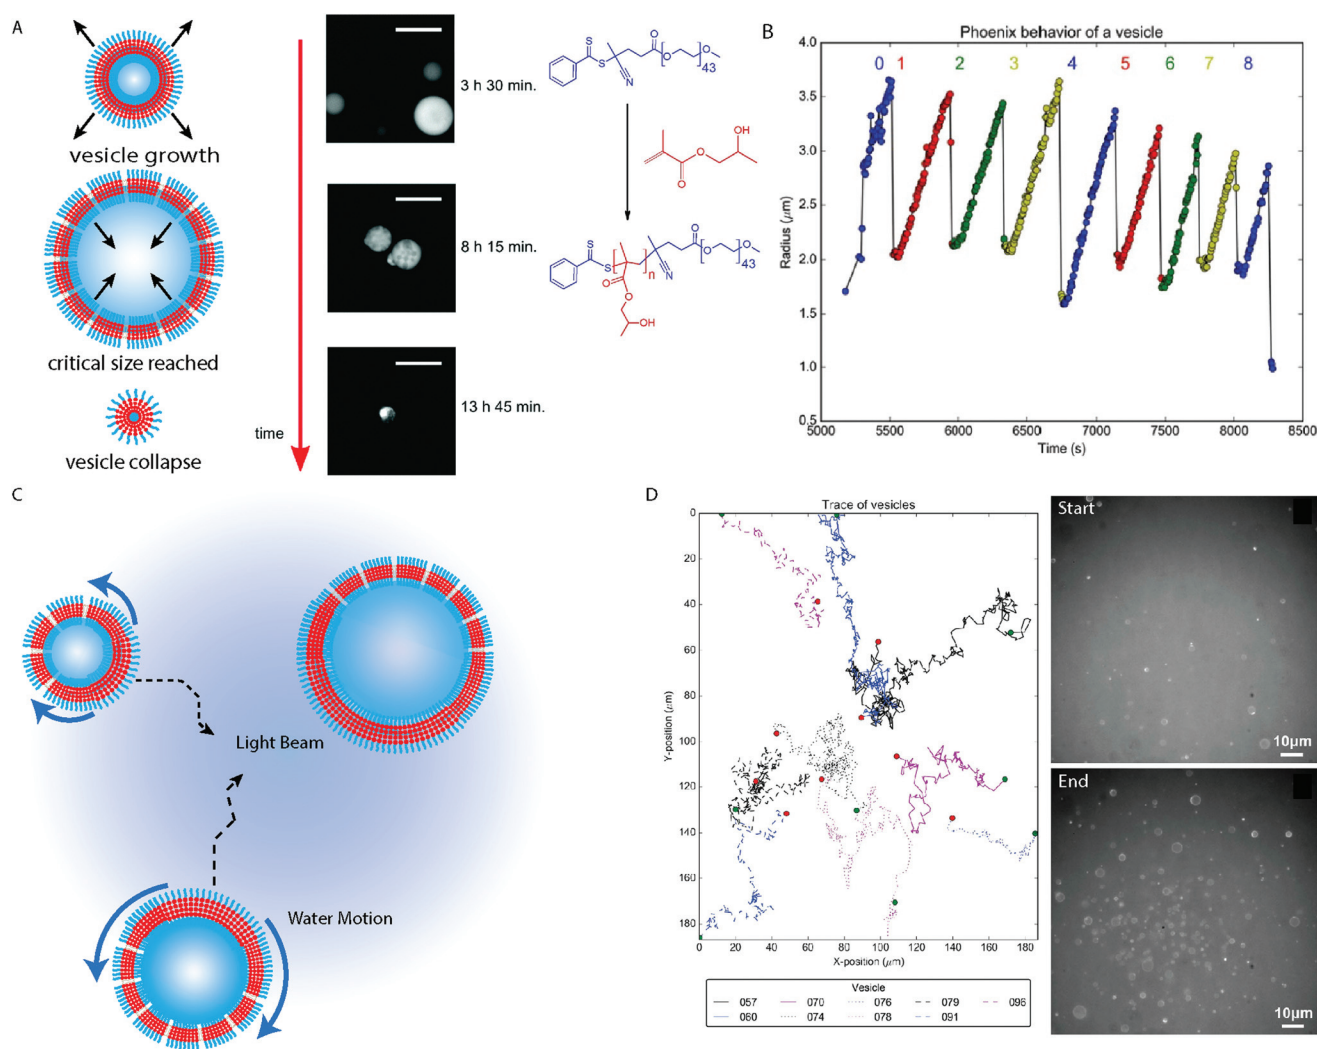 A
vesicle growth
critical size reached
vesicle collapse
time
3 h 30 min.
8 h 15 min.
13 h 45 min.
S
S
N
O
O
O
43
O
O
OH
S
S
n
N
O
O
O
43
O
O
OH
B
Phoenix behavior of a vesicle
0 1 2 3 4 5 6 7 8
Radius (μm)
4.0
3.5
3.0
2.5
2.0
1.5
1.0
0.5
5000 5500 6000 6500 7000 7500 8000 8500
Time (s)
C
Light Beam
Water Motion
D
Trace of vesicles
Y-position (μm)
0
20
40
60
80
100
120
140
160
180
0 20 40 60 80 100 120 140 160 180
X-position (μm)
Vesicle
057 070 076 079 096
060 074 078 091
Start
10μm
End
10μm